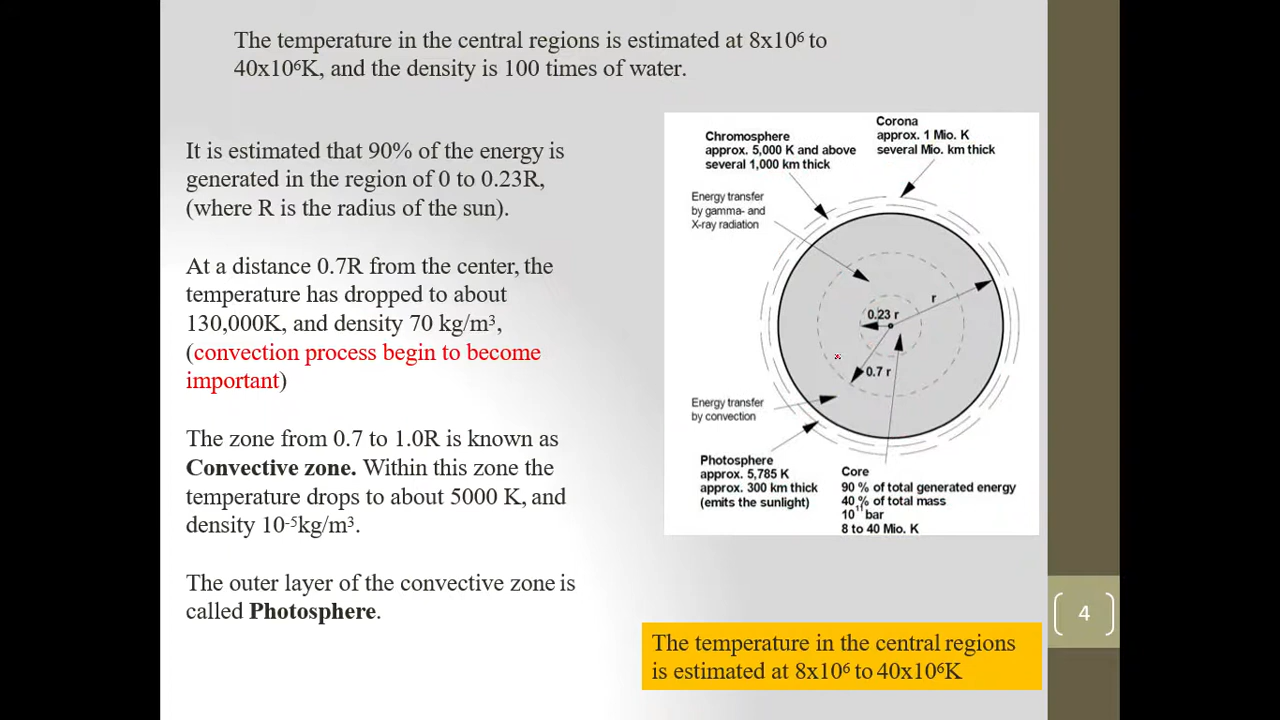 The temperature in the central regions is estimated at 8x10⁶ to
40x10⁶K, and the density is 100 times of water.
It is estimated that 90% of the energy is
generated in the region of 0 to 0.23R,
(where R is the radius of the sun).
At a distance 0.7R from the center, the
temperature has dropped to about
130,000K, and density 70 kg/m³,
(convection process begin to become
important)
The zone from 0.7 to 1.0R is known as
Convective zone. Within this zone the
temperature drops to about 5000 K, and
density 10⁻⁵kg/m³.
The outer layer of the convective zone is
called Photosphere.
Chromosphere
approx. 5,000 K and above
several 1,000 km thick
Corona
approx. 1 Mio. K
several Mio. km thick
Energy transfer
by gamma- and
X-ray radiation
r
0.23 r
0.7 r
Energy transfer
by convection
Photosphere
approx. 5,785 K
approx. 300 km thick
(emits the sunlight)
Core
90 % of total generated energy
40 % of total mass
10¹¹ bar
8 to 40 Mio. K
The temperature in the central regions
is estimated at 8x10⁶ to 40x10⁶K
4